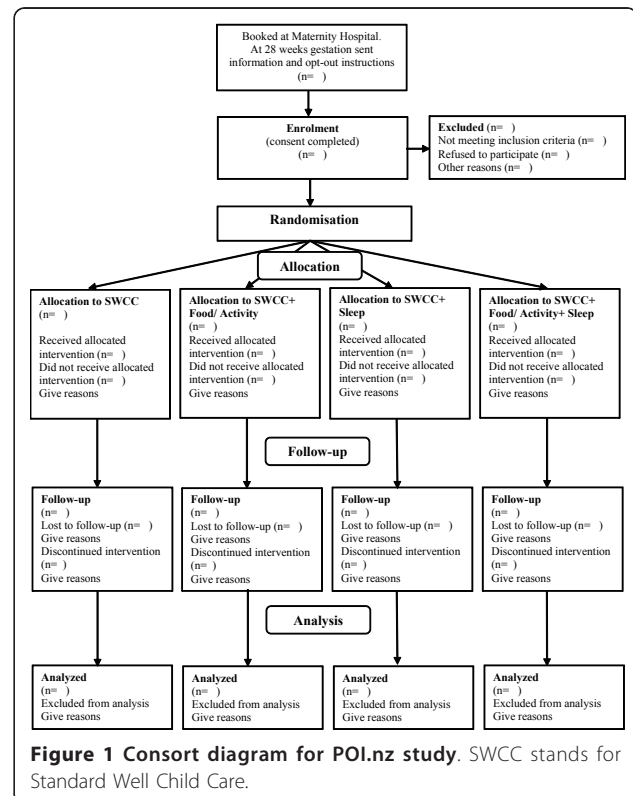 Booked at Maternity Hospital.
At 28 weeks gestation sent
information and opt-out instructions
(n=  )
Enrolment
(consent completed)
(n=  )
Excluded (n=  )
Not meeting inclusion criteria (n=  )
Refused to participate (n=  )
Other reasons (n=  )
Randomisation
Allocation
Allocation to SWCC
(n=  )
Received allocated
intervention (n=  )
Did not receive allocated
intervention (n=  )
Give reasons
Allocation to SWCC+
Food/ Activity
(n=  )
Received allocated
intervention (n=  )
Did not receive allocated
intervention (n=  )
Give reasons
Allocation to SWCC+
Sleep
(n=  )
Received allocated
intervention (n=  )
Did not receive allocated
intervention (n=  )
Give reasons
Allocation to SWCC+
Food/ Activity+ Sleep
(n=  )
Received allocated
intervention (n=  )
Did not receive allocated
intervention (n=  )
Give reasons
Follow-up
Follow-up
(n=  )
Lost to follow-up (n=  )
Give reasons
Discontinued intervention
(n=  )
Give reasons
Follow-up
(n=  )
Lost to follow-up (n=  )
Give reasons
Discontinued intervention
(n=  )
Give reasons
Follow-up
(n=  )
Lost to follow-up (n=  )
Give reasons
Discontinued intervention
(n=  )
Give reasons
Follow-up
(n=  )
Lost to follow-up (n=  )
Give reasons
Discontinued intervention
(n=  )
Give reasons
Analysis
Analyzed
(n=  )
Excluded from analysis
Give reasons
Analyzed
(n=  )
Excluded from analysis
Give reasons
Analyzed
(n=  )
Excluded from analysis
Give reasons
Analyzed
(n=  )
Excluded from analysis
Give reasons
Figure 1 Consort diagram for POI.nz study. SWCC stands for
Standard Well Child Care.